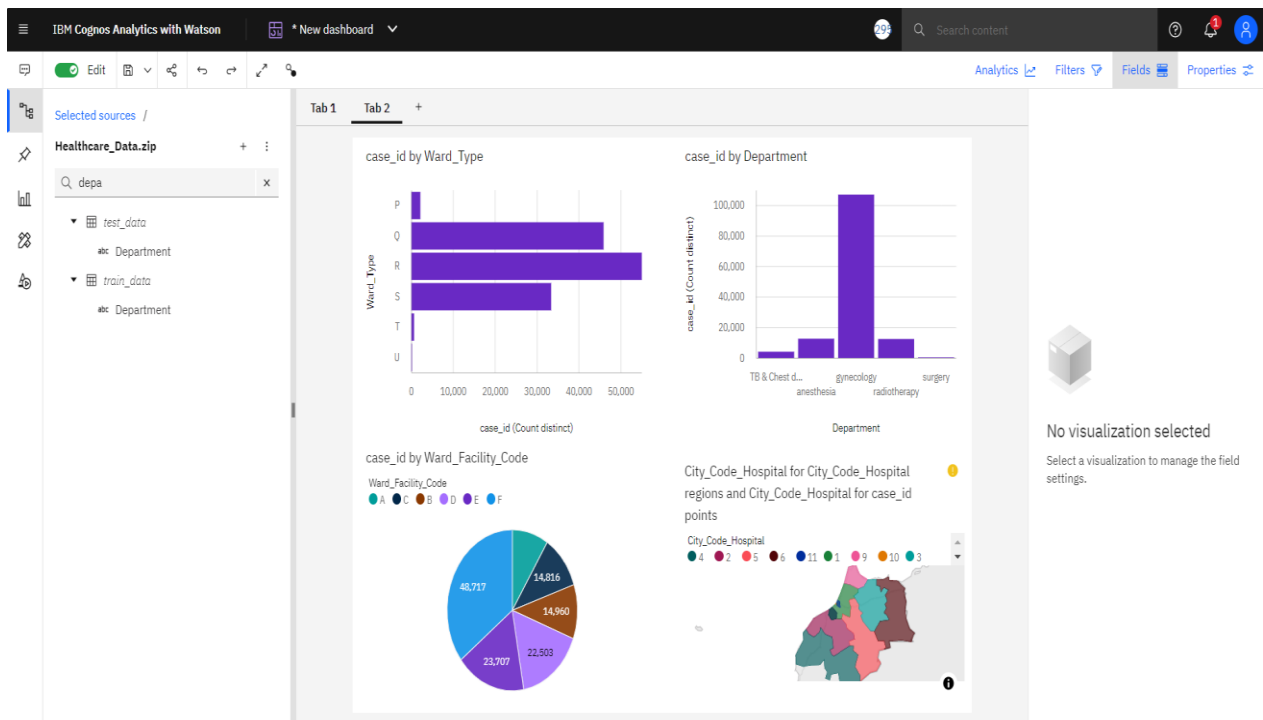 IBM Cognos Analytics with Watson
* New dashboard
295
Search content
1
Edit
Analytics
Filters
Fields
Properties
Selected sources /
Healthcare_Data.zip
depa
x
test_data
abc Department
train_data
abc Department
Tab 1
Tab 2
+
case_id by Ward_Type
Ward_Type
P
Q
R
S
T
U
0 10,000 20,000 30,000 40,000 50,000
case_id (Count distinct)
case_id by Department
case_id (Count distinct)
100,000
80,000
60,000
40,000
20,000
0
TB & Chest d... gynecology surgery
anesthesia radiotherapy
Department
case_id by Ward_Facility_Code
Ward_Facility_Code
A C B D E F
48,717
14,816
14,960
22,503
23,707
City_Code_Hospital for City_Code_Hospital
regions and City_Code_Hospital for case_id
points
City_Code_Hospital
4 2 5 6 11 1 9 10 3
No visualization selected
Select a visualization to manage the field
settings.